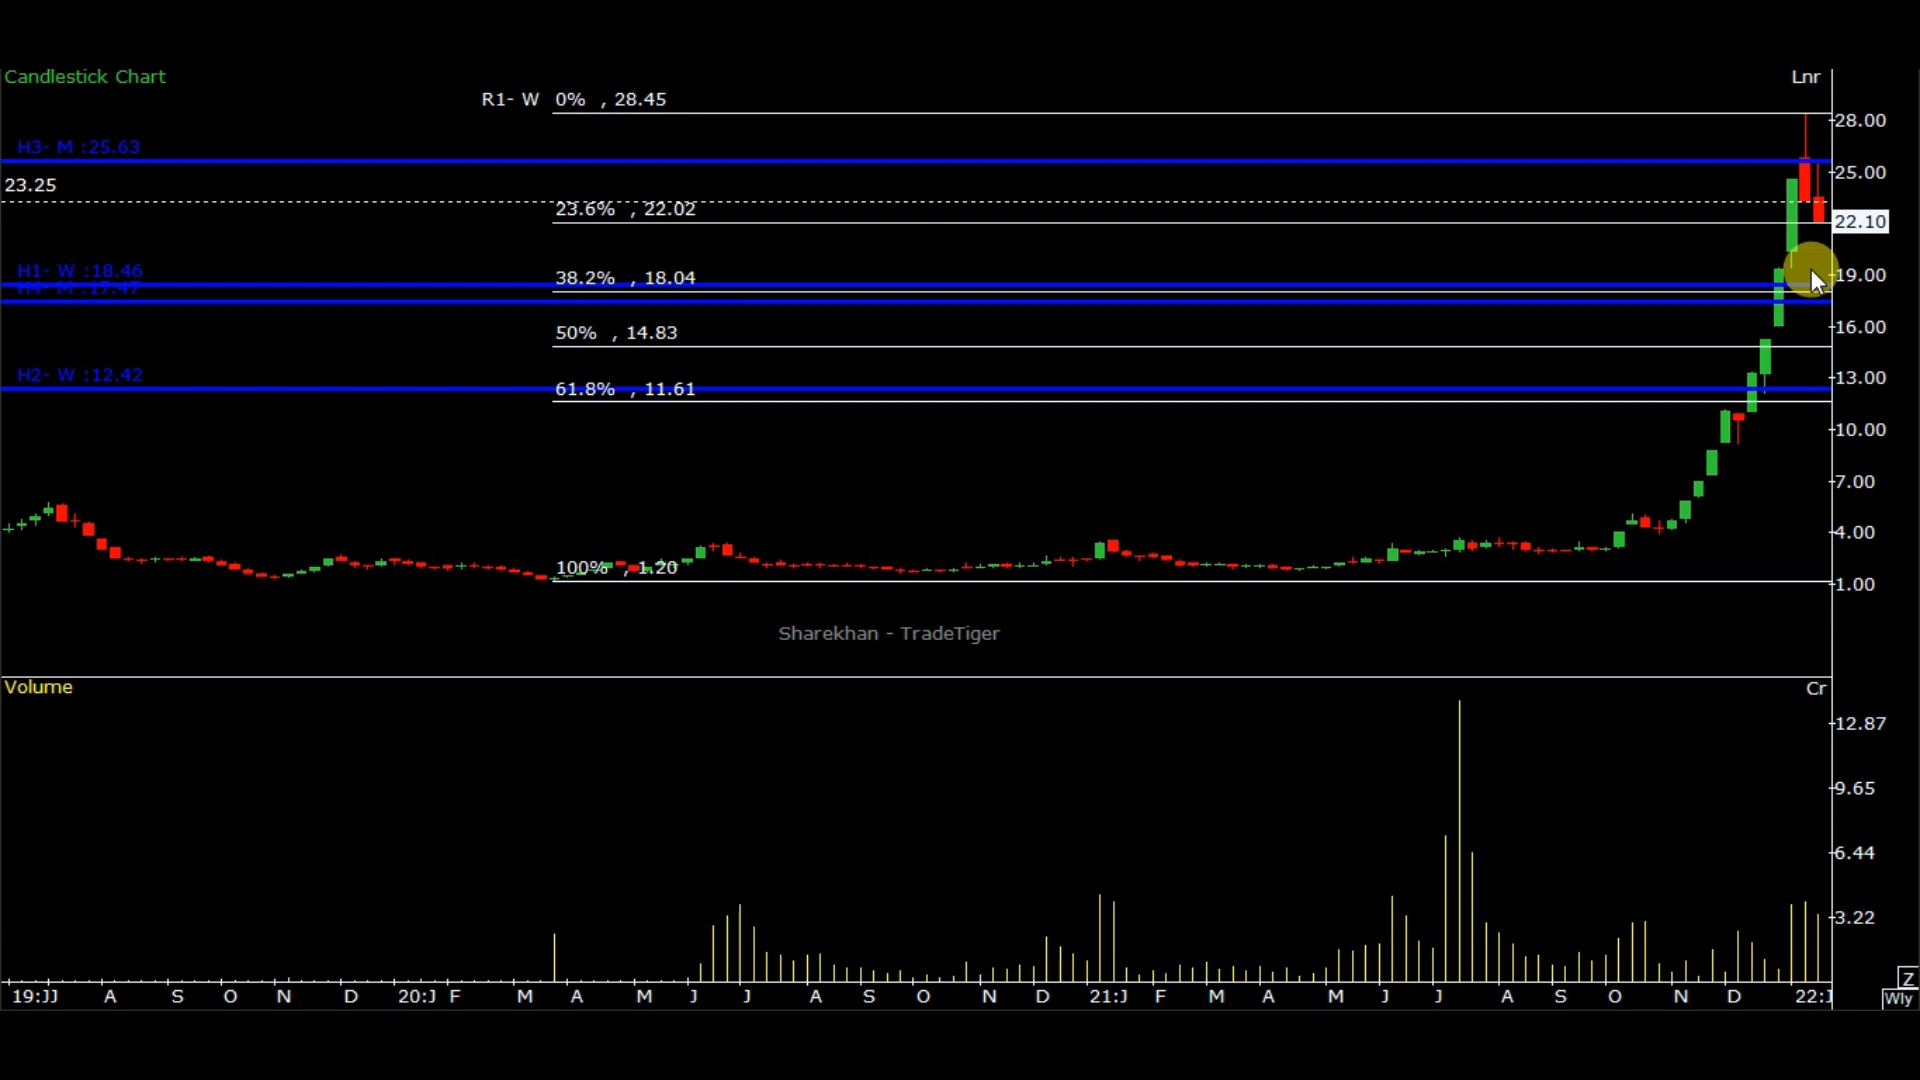 Candlestick Chart
Lnr
R1- W 0% , 28.45
28.00
H3- M :25.63
25.00
23.25
23.6% , 22.02
22.10
H1- W :18.46
38.2% , 18.04
19.00
H4- M :17.47
50% , 14.83
16.00
H2- W :12.42
61.8% , 11.61
13.00
10.00
7.00
4.00
100% , 1.20
1.00
Sharekhan - TradeTiger
Volume
Cr
12.87
9.65
6.44
3.22
19:JJ A S O N D 20:J F M A M J J A S O N D 21:J F M A M J J A S O N D 22:J
Z
Wly